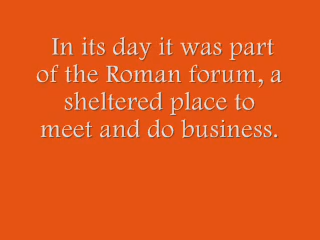 In its day it was part
of the Roman forum, a
sheltered place to
meet and do business.